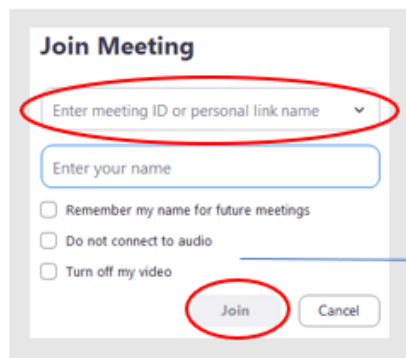 Join Meeting
Enter meeting ID or personal link name
Enter your name
Remember my name for future meetings
Do not connect to audio
Turn off my video
Join Cancel